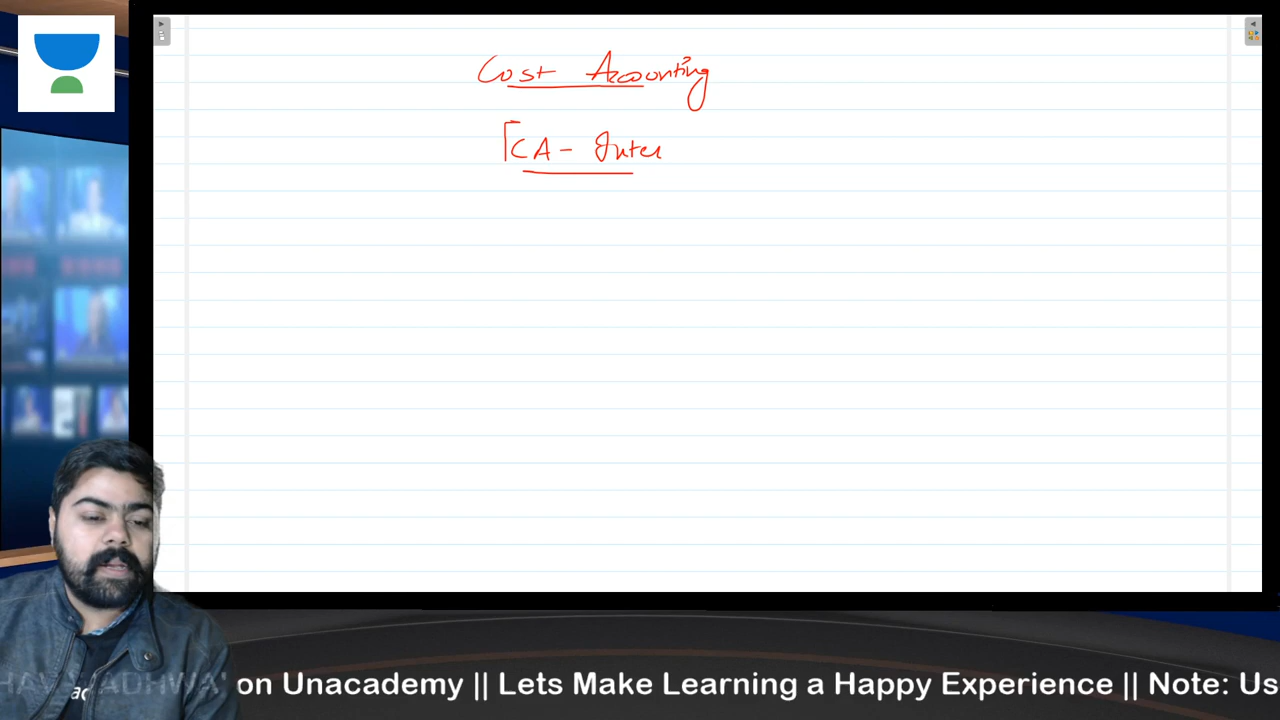 Cost Accounting
[CA - Inter
on Unacademy || Lets Make Learning a Happy Experience || Note: Us